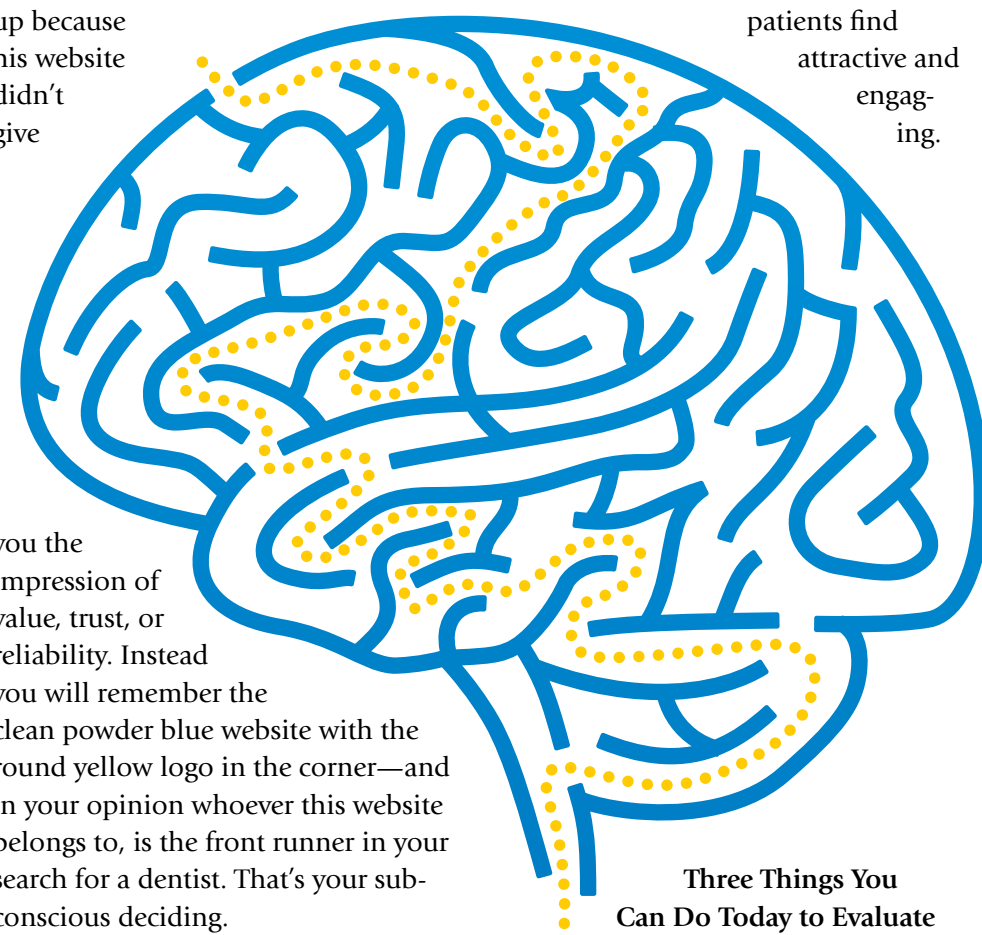 up because
his website
didn't
give
you the
mpression of
value, trust, or
reliability. Instead
you will remember the
clean powder blue website with the
round yellow logo in the corner—and
n your opinion whoever this website
belongs to, is the front runner in your
search for a dentist. That's your sub-
conscious deciding.
patients find
attractive and
engag-
ing.
Three Things You
Can Do Today to Evaluate